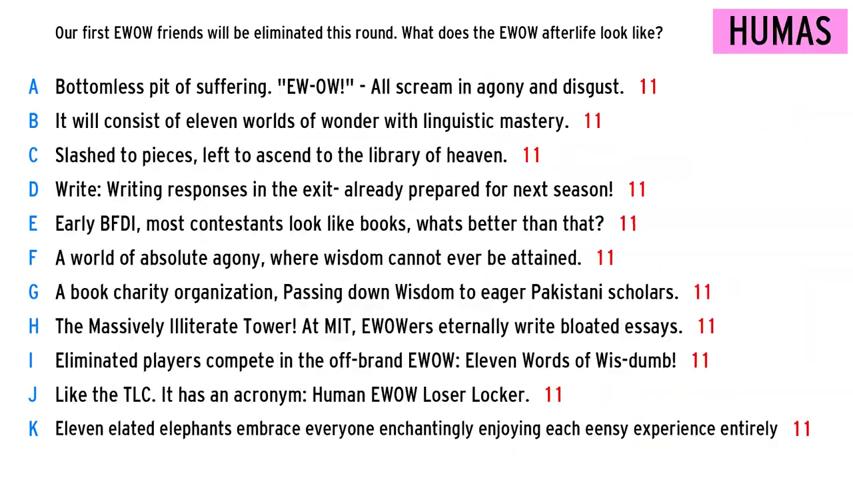 Our first EWOW friends will be eliminated this round. What does the EWOW afterlife look like?
HUMAS
A Bottomless pit of suffering. "EW-OW!" - All scream in agony and disgust. 11
B It will consist of eleven worlds of wonder with linguistic mastery. 11
C Slashed to pieces, left to ascend to the library of heaven. 11
D Write: Writing responses in the exit- already prepared for next season! 11
E Early BFDI, most contestants look like books, whats better than that? 11
F A world of absolute agony, where wisdom cannot ever be attained. 11
G A book charity organization, Passing down Wisdom to eager Pakistani scholars. 11
H The Massively Illiterate Tower! At MIT, EWOWers eternally write bloated essays. 11
I Eliminated players compete in the off-brand EWOW: Eleven Words of Wis-dumb! 11
J Like the TLC. It has an acronym: Human EWOW Loser Locker. 11
K Eleven elated elephants embrace everyone enchantingly enjoying each eensy experience entirely 11